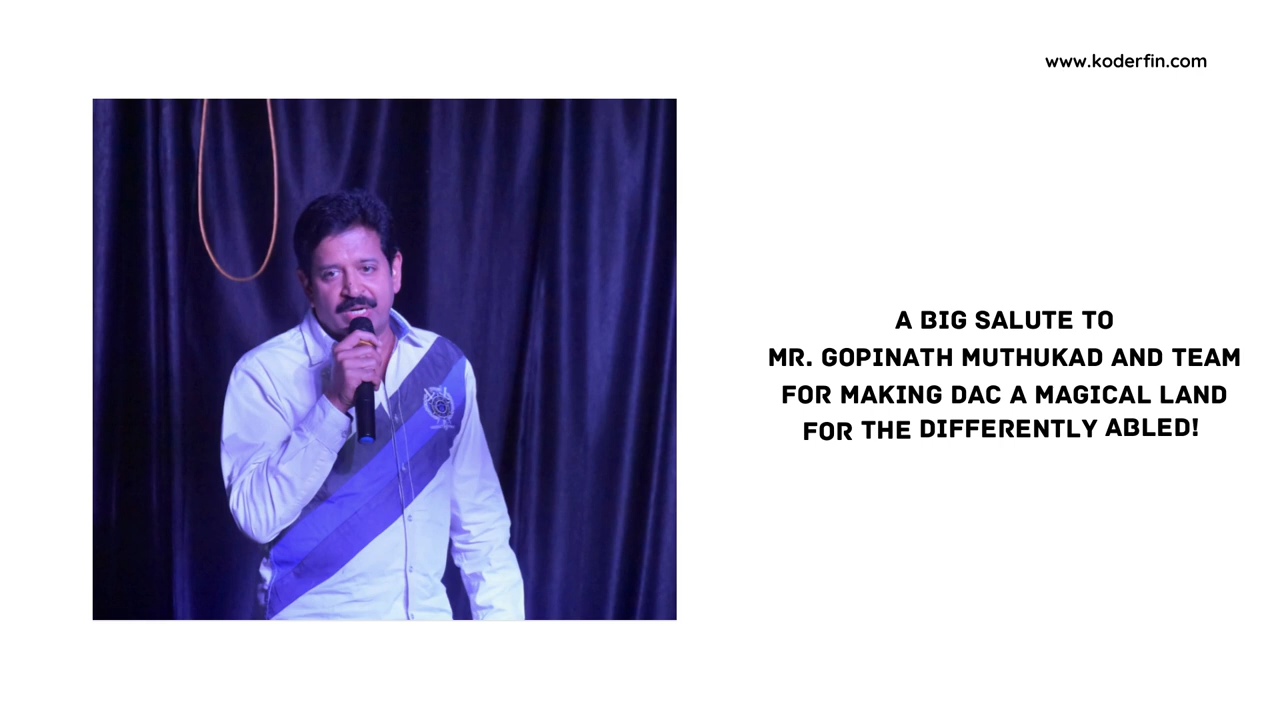 www.koderfin.com
A BIG SALUTE TO
MR. GOPINATH MUTHUKAD AND TEAM
FOR MAKING DAC A MAGICAL LAND
FOR THE DIFFERENTLY ABLED!